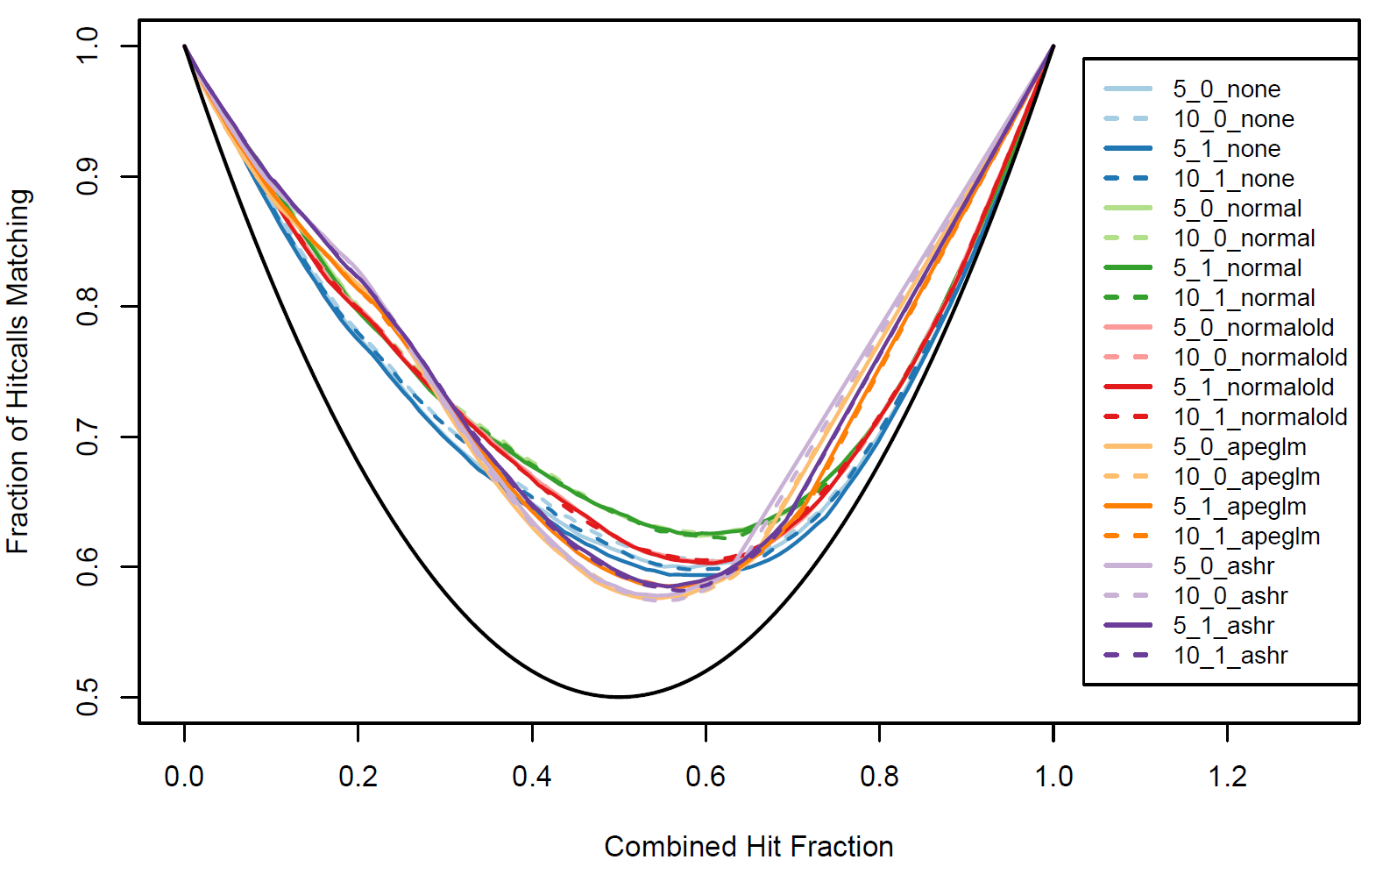 Fraction of Hitcalls Matching
1.0
0.9
0.8
0.7
0.6
0.5
0.0 0.2 0.4 0.6 0.8 1.0 1.2
Combined Hit Fraction
5_0_none
10_0_none
5_1_none
10_1_none
5_0_normal
10_0_normal
5_1_normal
10_1_normal
5_0_normalold
10_0_normalold
5_1_normalold
10_1_normalold
5_0_apeglm
10_0_apeglm
5_1_apeglm
10_1_apeglm
5_0_ashr
10_0_ashr
5_1_ashr
10_1_ashr